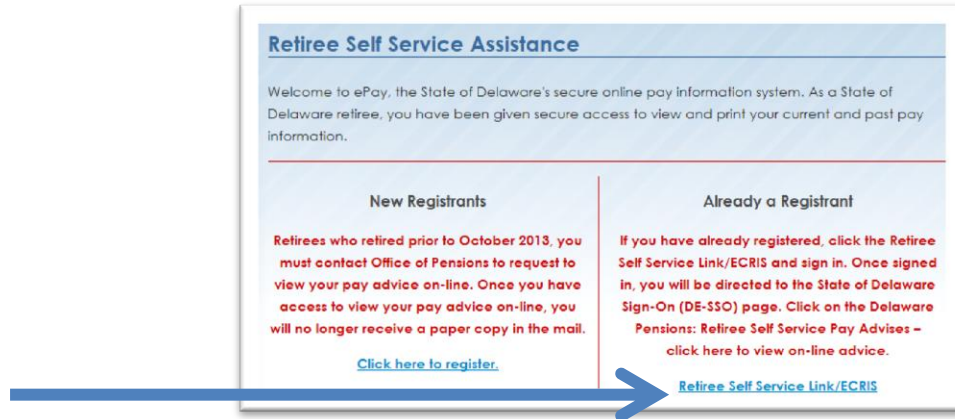 Retiree Self Service Assistance
Welcome to ePay, the State of Delaware's secure online pay information system. As a State of
Delaware retiree, you have been given secure access to view and print your current and past pay
information.
New Registrants
Retirees who retired prior to October 2013, you
must contact Office of Pensions to request to
view your pay advice on-line. Once you have
access to view your pay advice on-line, you
will no longer receive a paper copy in the mail.
Click here to register.
Already a Registrant
If you have already registered, click the Retiree
Self Service Link/ECRIS and sign in. Once signed
in, you will be directed to the State of Delaware
Sign-On (DE-SSO) page. Click on the Delaware
Pensions: Retiree Self Service Pay Advises –
click here to view on-line advice.
Retiree Self Service Link/ECRIS